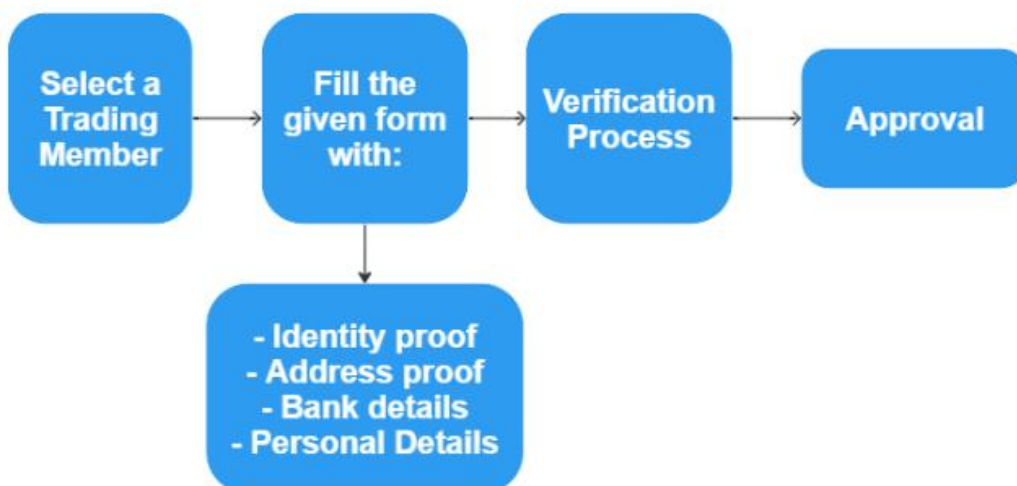 Select a
Trading
Member
Fill the
given form
with:
Verification
Process
Approval
- Identity proof
- Address proof
- Bank details
- Personal Details